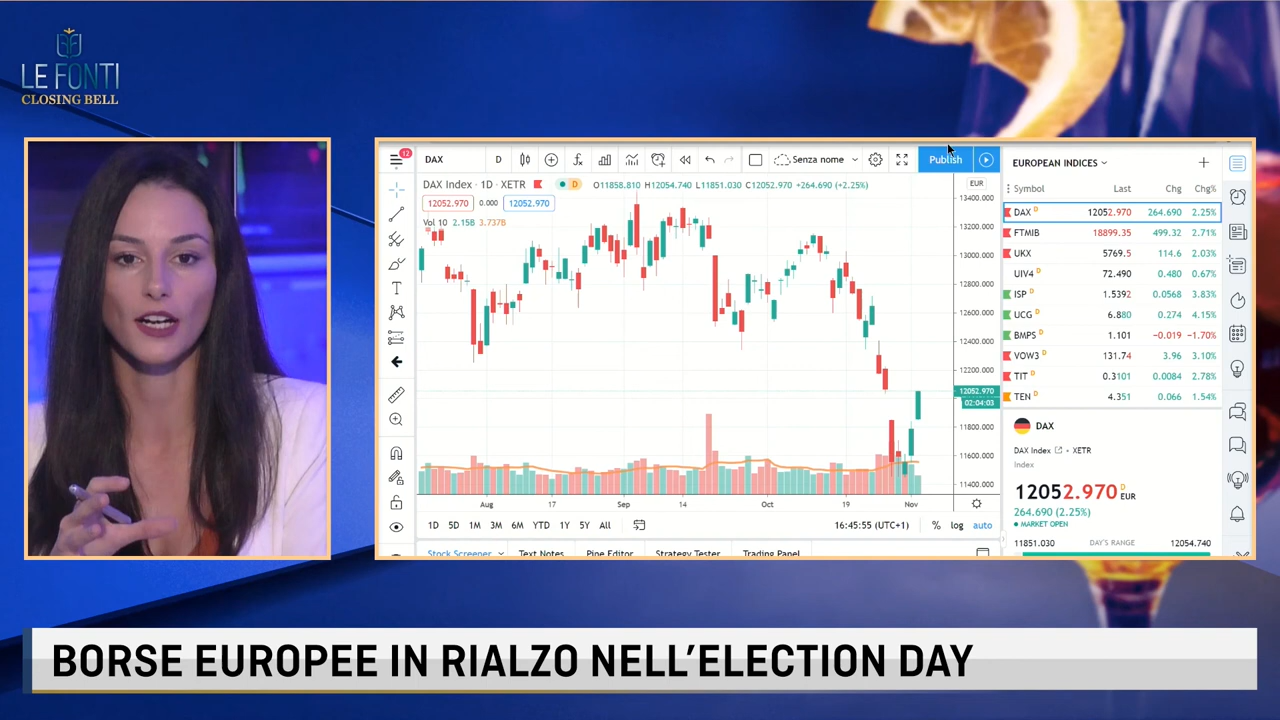 LE FONTI
CLOSING BELL
12
DAX
D
Senza nome
Publish
DAX Index · 1D · XETR
D
O11858.810 H12054.740 L11851.030 C12052.970 +264.690 (+2.25%)
EUR
12052.970
0.000
12052.970
Vol 10 2.15B 3.737B
13400.000
13200.000
13000.000
12800.000
12600.000
12400.000
12200.000
12052.970
02:04:03
11800.000
11600.000
11400.000
Aug
17
Sep
14
Oct
19
Nov
1D 5D 1M 3M 6M YTD 1Y 5Y All
16:45:55 (UTC+1)
% log auto
Stock Screener
Text Notes
Pine Editor
Strategy Tester
Trading Panel
EUROPEAN INDICES
Symbol Last Chg Chg%
DAX D 12052.970 264.690 2.25%
FTMIB 18899.35 499.32 2.71%
UKX 5769.5 114.6 2.03%
UIV4 D 72.490 0.480 0.67%
ISP D 1.5392 0.0568 3.83%
UCG D 6.880 0.274 4.15%
BMPS D 1.101 −0.019 −1.70%
VOW3 D 131.74 3.96 3.10%
TIT D 0.3101 0.0084 2.78%
TEN D 4.351 0.066 1.54%
DAX
DAX Index • XETR
Index
12052.970 D EUR
264.690 (2.25%)
MARKET OPEN
11851.030 DAY'S RANGE 12054.740
BORSE EUROPEE IN RIALZO NELL'ELECTION DAY